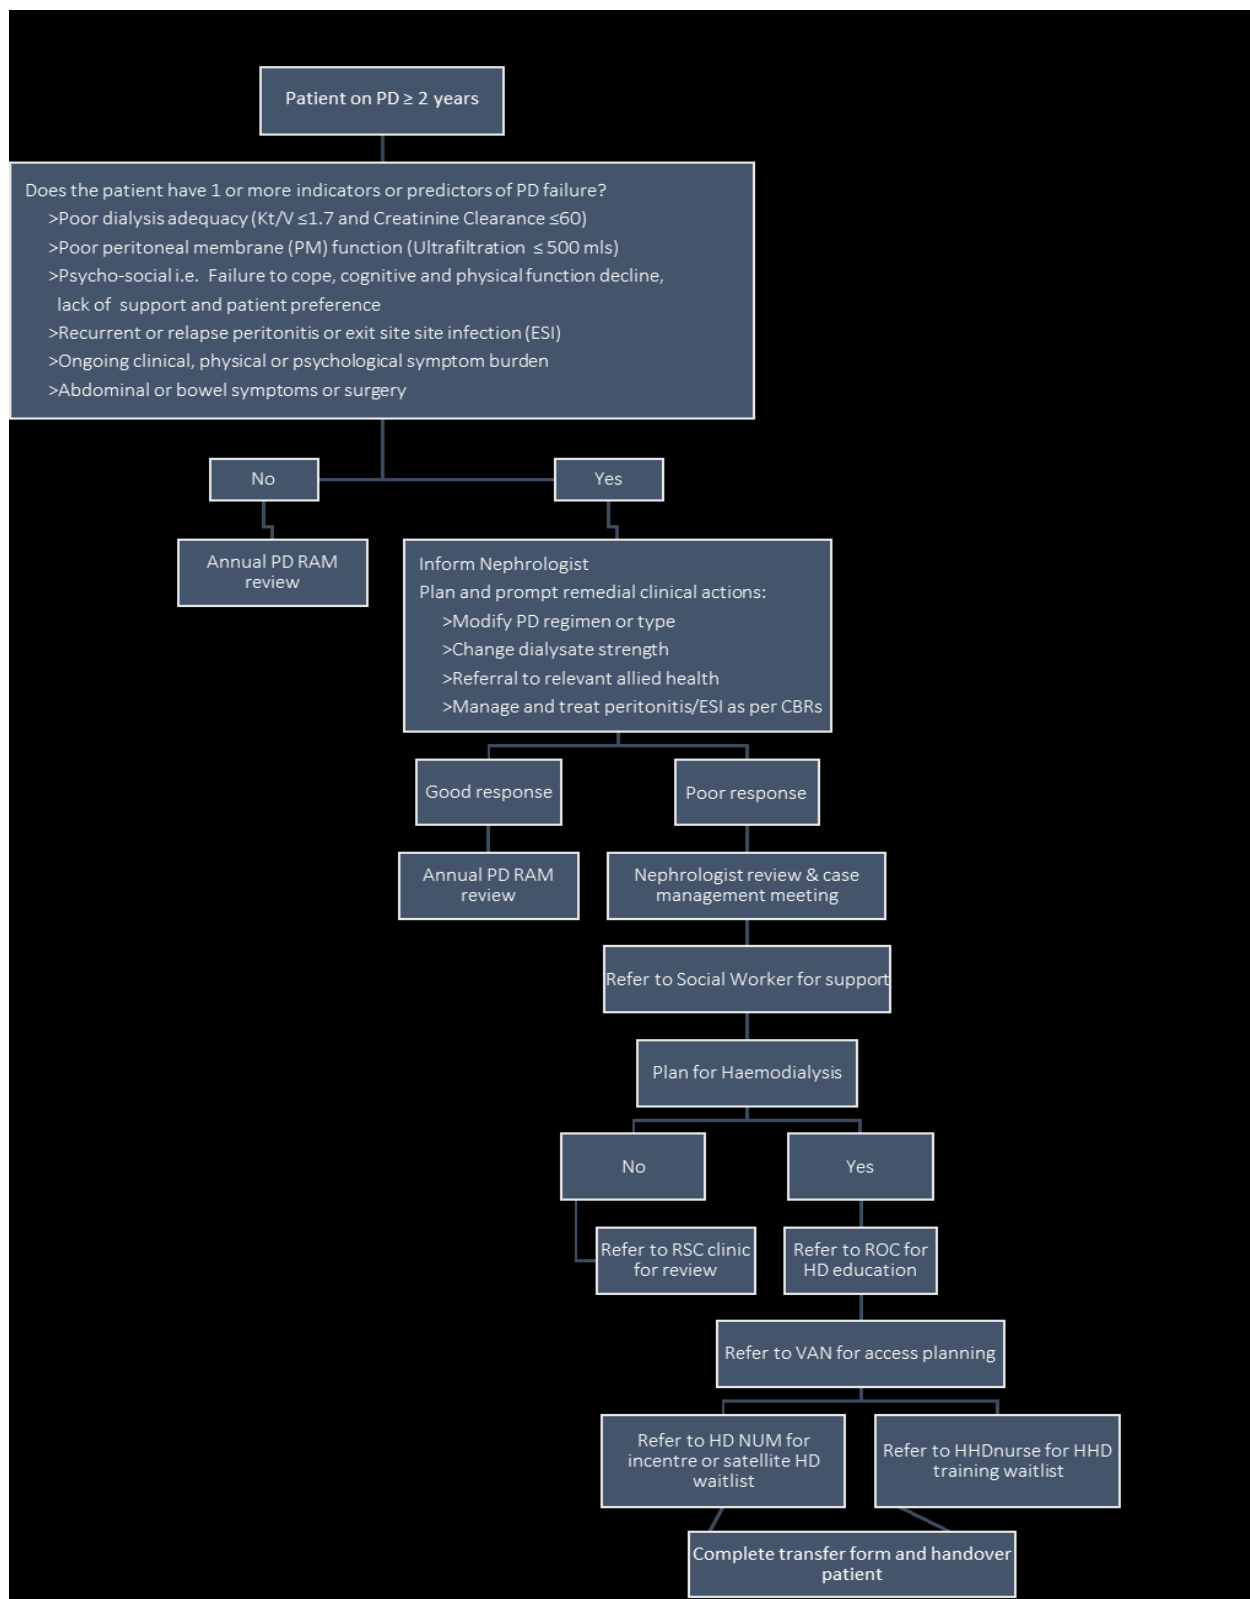 Patient on PD ≥ 2 years
Does the patient have 1 or more indicators or predictors of PD failure?
>Poor dialysis adequacy (Kt/V ≤1.7 and Creatinine Clearance ≤60)
>Poor peritoneal membrane (PM) function (Ultrafiltration ≤ 500 mls)
>Psycho-social i.e. Failure to cope, cognitive and physical function decline,
lack of support and patient preference
>Recurrent or relapse peritonitis or exit site site infection (ESI)
>Ongoing clinical, physical or psychological symptom burden
>Abdominal or bowel symptoms or surgery
No
Yes
Annual PD RAM
review
Inform Nephrologist
Plan and prompt remedial clinical actions:
>Modify PD regimen or type
>Change dialysate strength
>Referral to relevant allied health
>Manage and treat peritonitis/ESI as per CBRs
Good response
Poor response
Annual PD RAM
review
Nephrologist review & case
management meeting
Refer to Social Worker for support
Plan for Haemodialysis
No
Yes
Refer to RSC clinic
for review
Refer to ROC for
HD education
Refer to VAN for access planning
Refer to HD NUM for
incentre or satellite HD
waitlist
Refer to HHDnurse for HHD
training waitlist
Complete transfer form and handover
patient